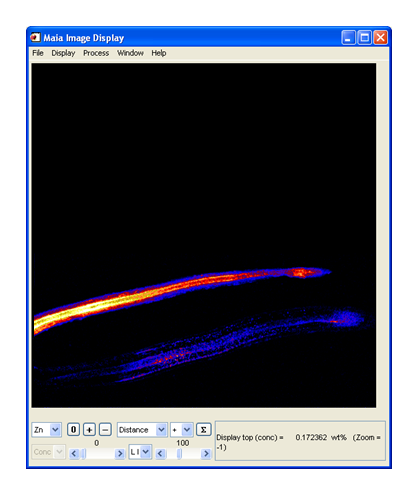 Maia Image Display
File Display Process Window Help
Zn 0 + - Distance + Σ
0 100
Conc L I
Display top (conc) = 0.172362 wt% (Zoom =
-1)